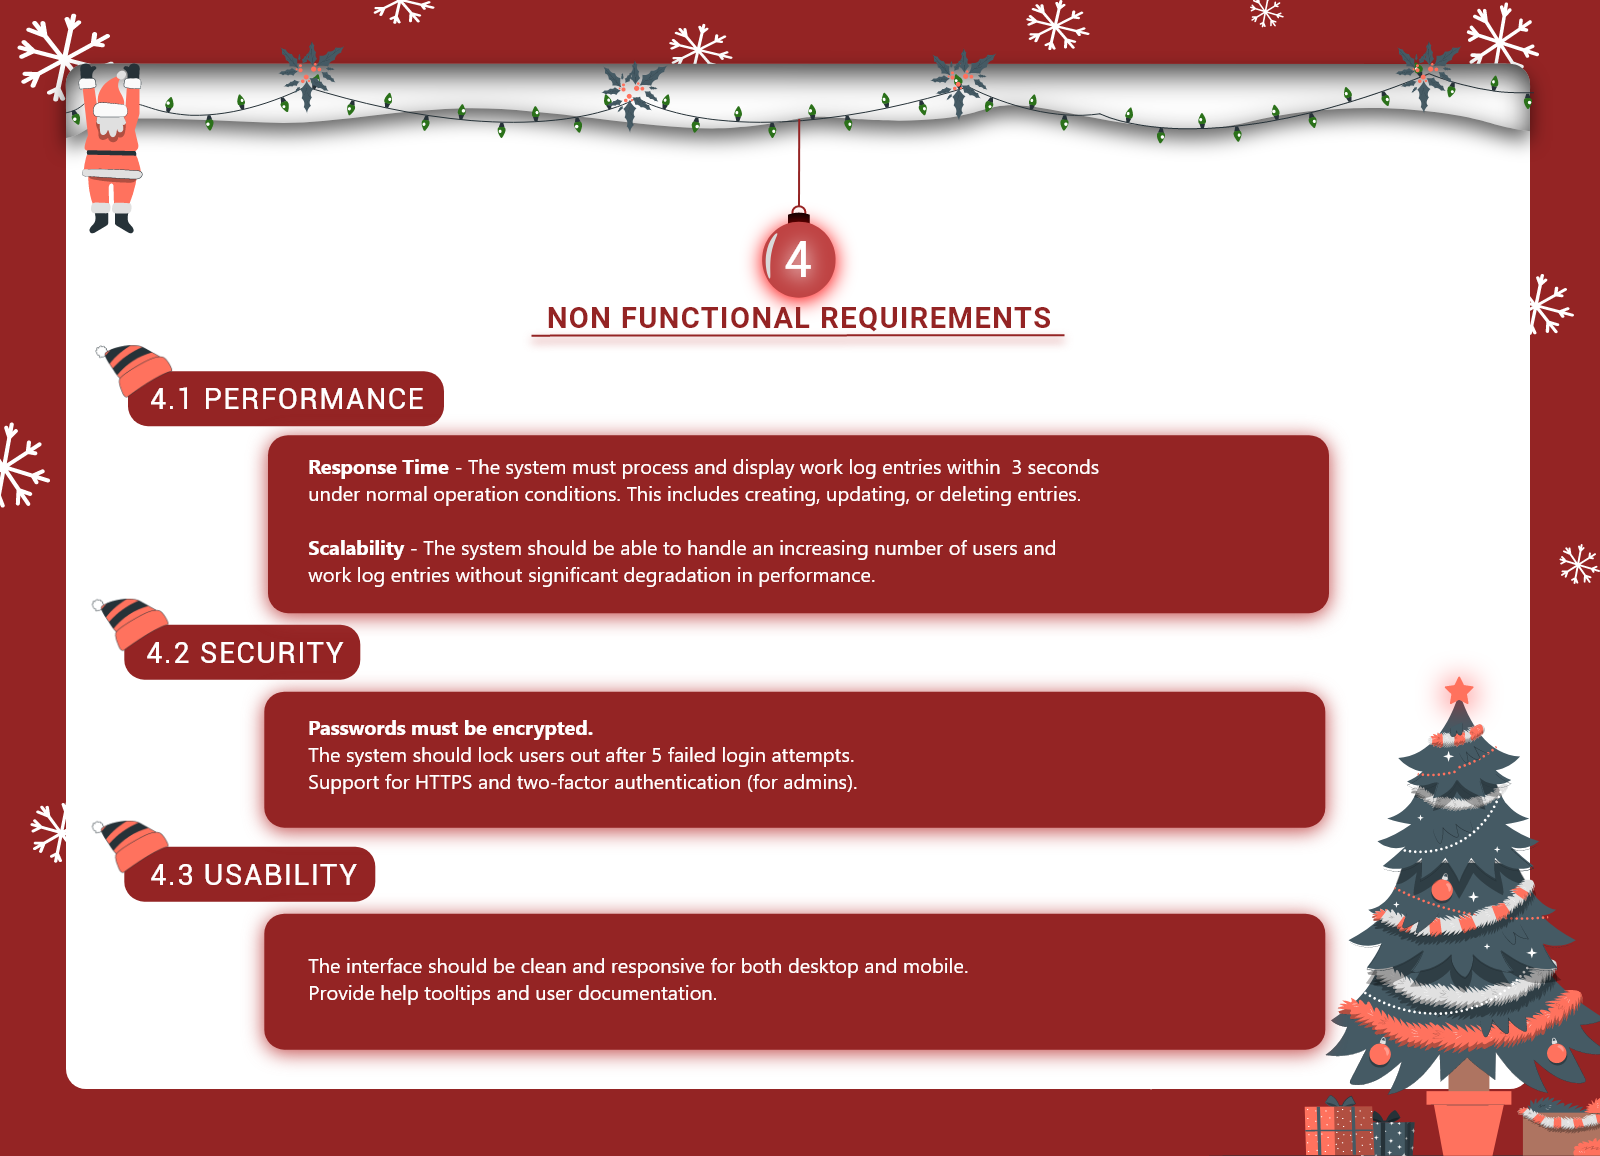 4
NON FUNCTIONAL REQUIREMENTS
4.1 PERFORMANCE
Response Time - The system must process and display work log entries within  3 seconds
under normal operation conditions. This includes creating, updating, or deleting entries.
Scalability - The system should be able to handle an increasing number of users and
work log entries without significant degradation in performance.
4.2 SECURITY
Passwords must be encrypted.
The system should lock users out after 5 failed login attempts.
Support for HTTPS and two-factor authentication (for admins).
4.3 USABILITY
The interface should be clean and responsive for both desktop and mobile.
Provide help tooltips and user documentation.